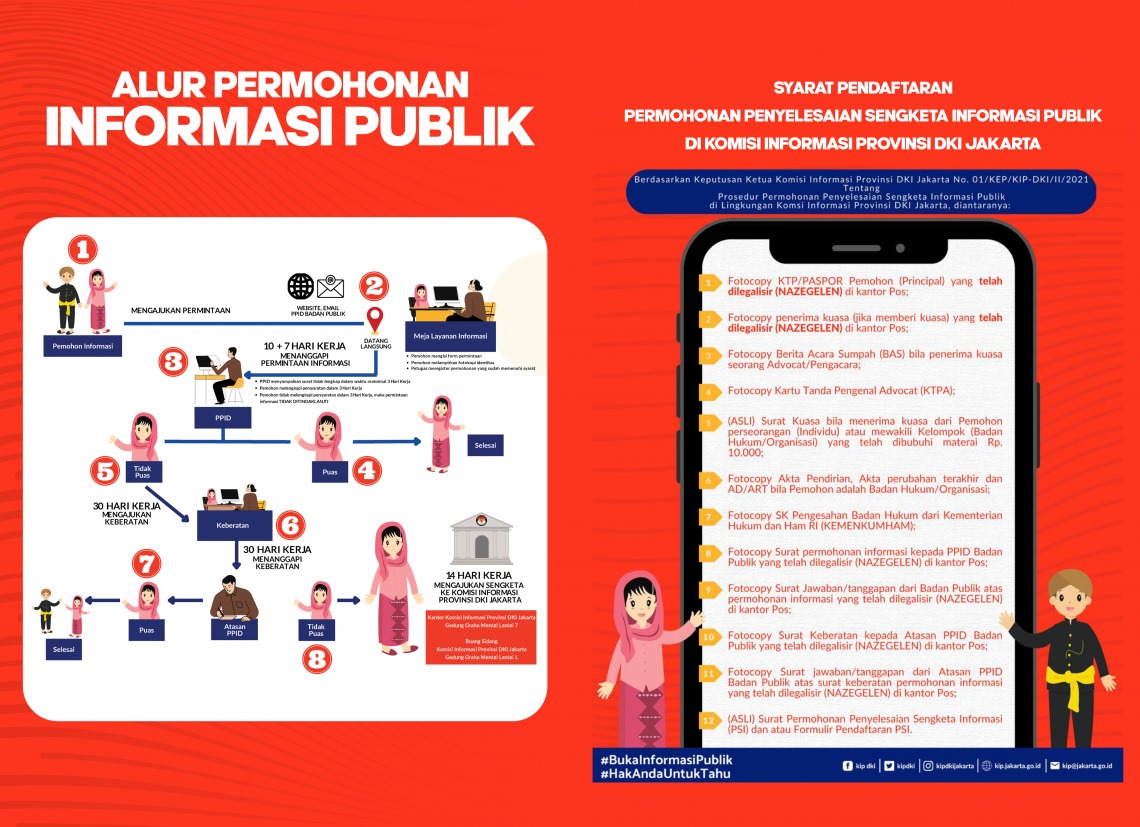 ALUR PERMOHONAN
INFORMASI PUBLIK
1
Pemohon Informasi
MENGAJUKAN PERMINTAAN
WEBSITE, EMAIL
PPID BADAN PUBLIK
2
DATANG
LANGSUNG
Meja Layanan Informasi
• Pemohon mengisi form permintaan
• Pemohon melampirkan fotokopi identitas
• Petugas meregister permohonan yang sudah memenuhi syarat
3
10 + 7 HARI KERJA
MENANGGAPI
PERMINTAAN INFORMASI
• PPID menyampaikan surat tidak lengkap dalam waktu maksimal 3 Hari Kerja
• Pemohon melengkapi persyaratan dalam 3 Hari Kerja
• Pemohon tidak melengkapi persyaratan dalam 3 Hari Kerja, maka permintaan
informasi TIDAK DITINDAKLANJUTI
PPID
5
Tidak
Puas
Puas
4
Selesai
30 HARI KERJA
MENGAJUKAN
KEBERATAN
Keberatan
6
30 HARI KERJA
MENANGGAPI
KEBERATAN
7
Selesai
Puas
Atasan
PPID
Tidak
Puas
8
14 HARI KERJA
MENGAJUKAN SENGKETA
KE KOMISI INFORMASI
PROVINSI DKI JAKARTA
Kantor Komisi Informasi Provinsi DKI Jakarta
Gedung Graha Mental Lantai 7
Ruang Sidang
Komisi Informasi Provinsi DKI Jakarta
Gedung Graha Mental Lantai 1
SYARAT PENDAFTARAN
PERMOHONAN PENYELESAIAN SENGKETA INFORMASI PUBLIK
DI KOMISI INFORMASI PROVINSI DKI JAKARTA
Berdasarkan Keputusan Ketua Komisi Informasi Provinsi DKI Jakarta No. 01/KEP/KIP-DKI/II/2021
Tentang
Prosedur Permohonan Penyelesaian Sengketa Informasi Publik
di Lingkungan Komsi Informasi Provinsi DKI Jakarta, diantaranya:
1 Fotocopy KTP/PASPOR Pemohon (Principal) yang telah
dilegalisir (NAZEGELEN) di kantor Pos;
2 Fotocopy penerima kuasa (jika memberi kuasa) yang telah
dilegalisir (NAZEGELEN) di kantor Pos;
3 Fotocopy Berita Acara Sumpah (BAS) bila penerima kuasa
seorang Advocat/Pengacara;
4 Fotocopy Kartu Tanda Pengenal Advocat (KTPA);
5 (ASLI) Surat Kuasa bila menerima kuasa dari Pemohon
perseorangan (Individu) atau mewakili Kelompok (Badan
Hukum/Organisasi) yang telah dibubuhi materai Rp.
10.000;
6 Fotocopy Akta Pendirian, Akta perubahan terakhir dan
AD/ART bila Pemohon adalah Badan Hukum/Organisasi;
7 Fotocopy SK Pengesahan Badan Hukum dari Kementerian
Hukum dan Ham RI (KEMENKUMHAM);
8 Fotocopy Surat permohonan informasi kepada PPID Badan
Publik yang telah dilegalisir (NAZEGELEN) di kantor Pos;
9 Fotocopy Surat Jawaban/tanggapan dari Badan Publik atas
permohonan informasi yang telah dilegalisir (NAZEGELEN)
di kantor Pos;
10 Fotocopy Surat Keberatan kepada Atasan PPID Badan
Publik yang telah dilegalisir (NAZEGELEN) di kantor Pos;
11 Fotocopy Surat jawaban/tanggapan dari Atasan PPID
Badan Publik atas surat keberatan permohonan informasi
yang telah dilegalisir (NAZEGELEN) di kantor Pos;
12 (ASLI) Surat Permohonan Penyelesaian Sengketa Informasi
(PSI) dan atau Formulir Pendaftaran PSI.
#BukaInformasiPublik
#HakAndaUntukTahu
kip dki | kipdki | kipdkijakarta | kip.jakarta.go.id | kip@jakarta.go.id